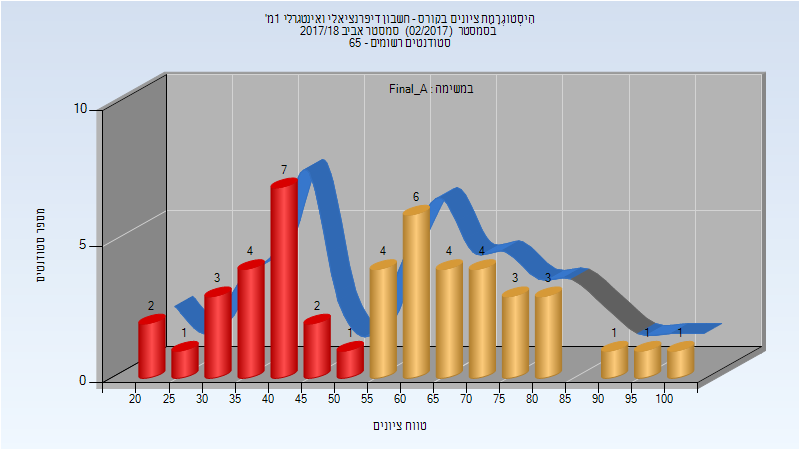 היסטוגרמת ציונים בקורס - חשבון דיפרנציאלי ואינטגרלי 1מ'
בסמסטר (02/2017) סמסטר אביב 2017/18
סטודנטים רשומים - 65
במשימה : Final_A
מספר סטודנטים
10
5
0
2
1
3
4
7
2
1
4
6
4
4
3
3
1
1
1
20 25 30 35 40 45 50 55 60 65 70 75 80 85 90 95 100
טווח ציונים